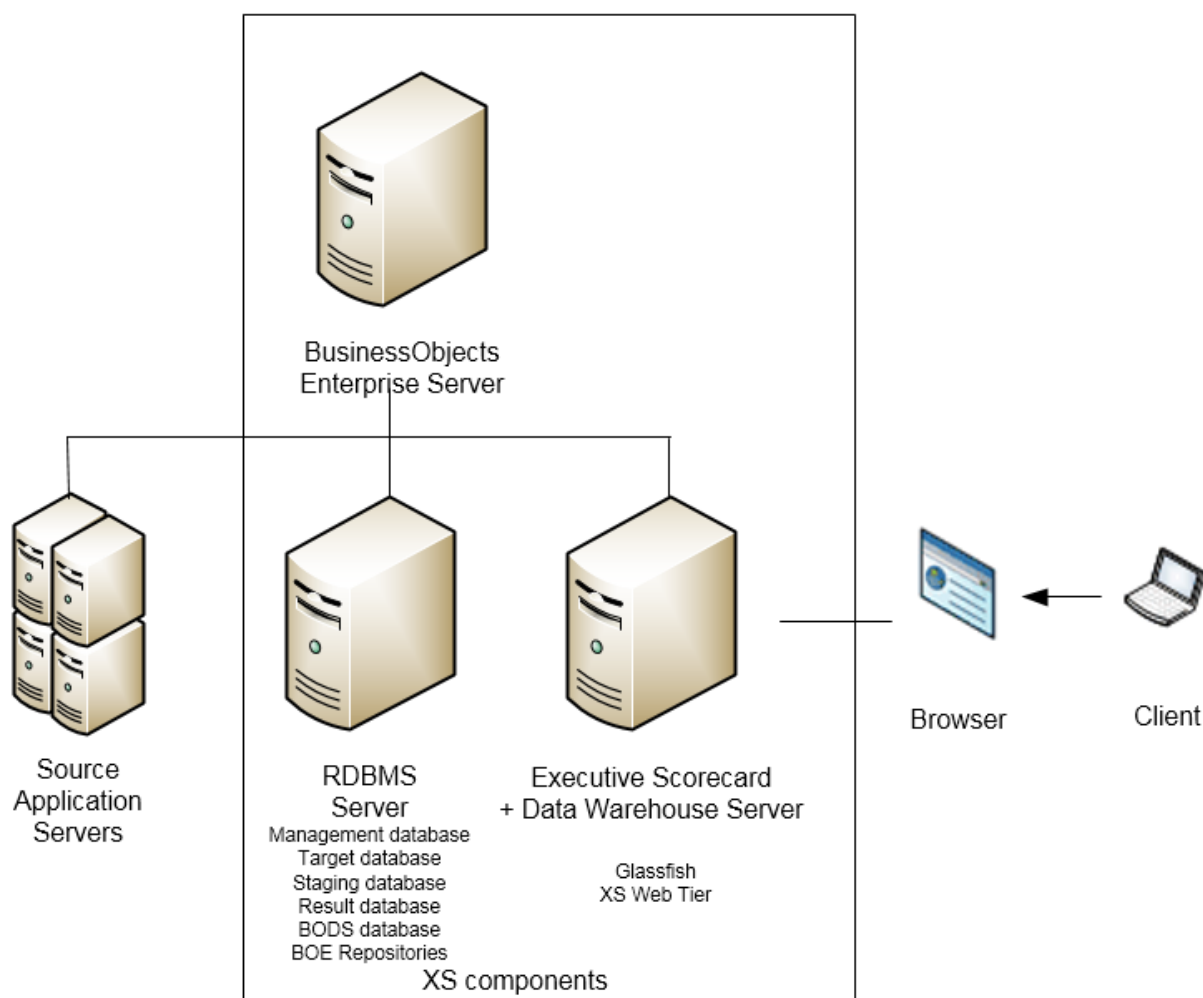 BusinessObjects
Enterprise Server
Source
Application
Servers
RDBMS
Server
Management database
Target database
Staging database
Result database
BODS database
BOE Repositories
Executive Scorecard
+ Data Warehouse Server
Glassfish
XS Web Tier
Browser
Client
XS components